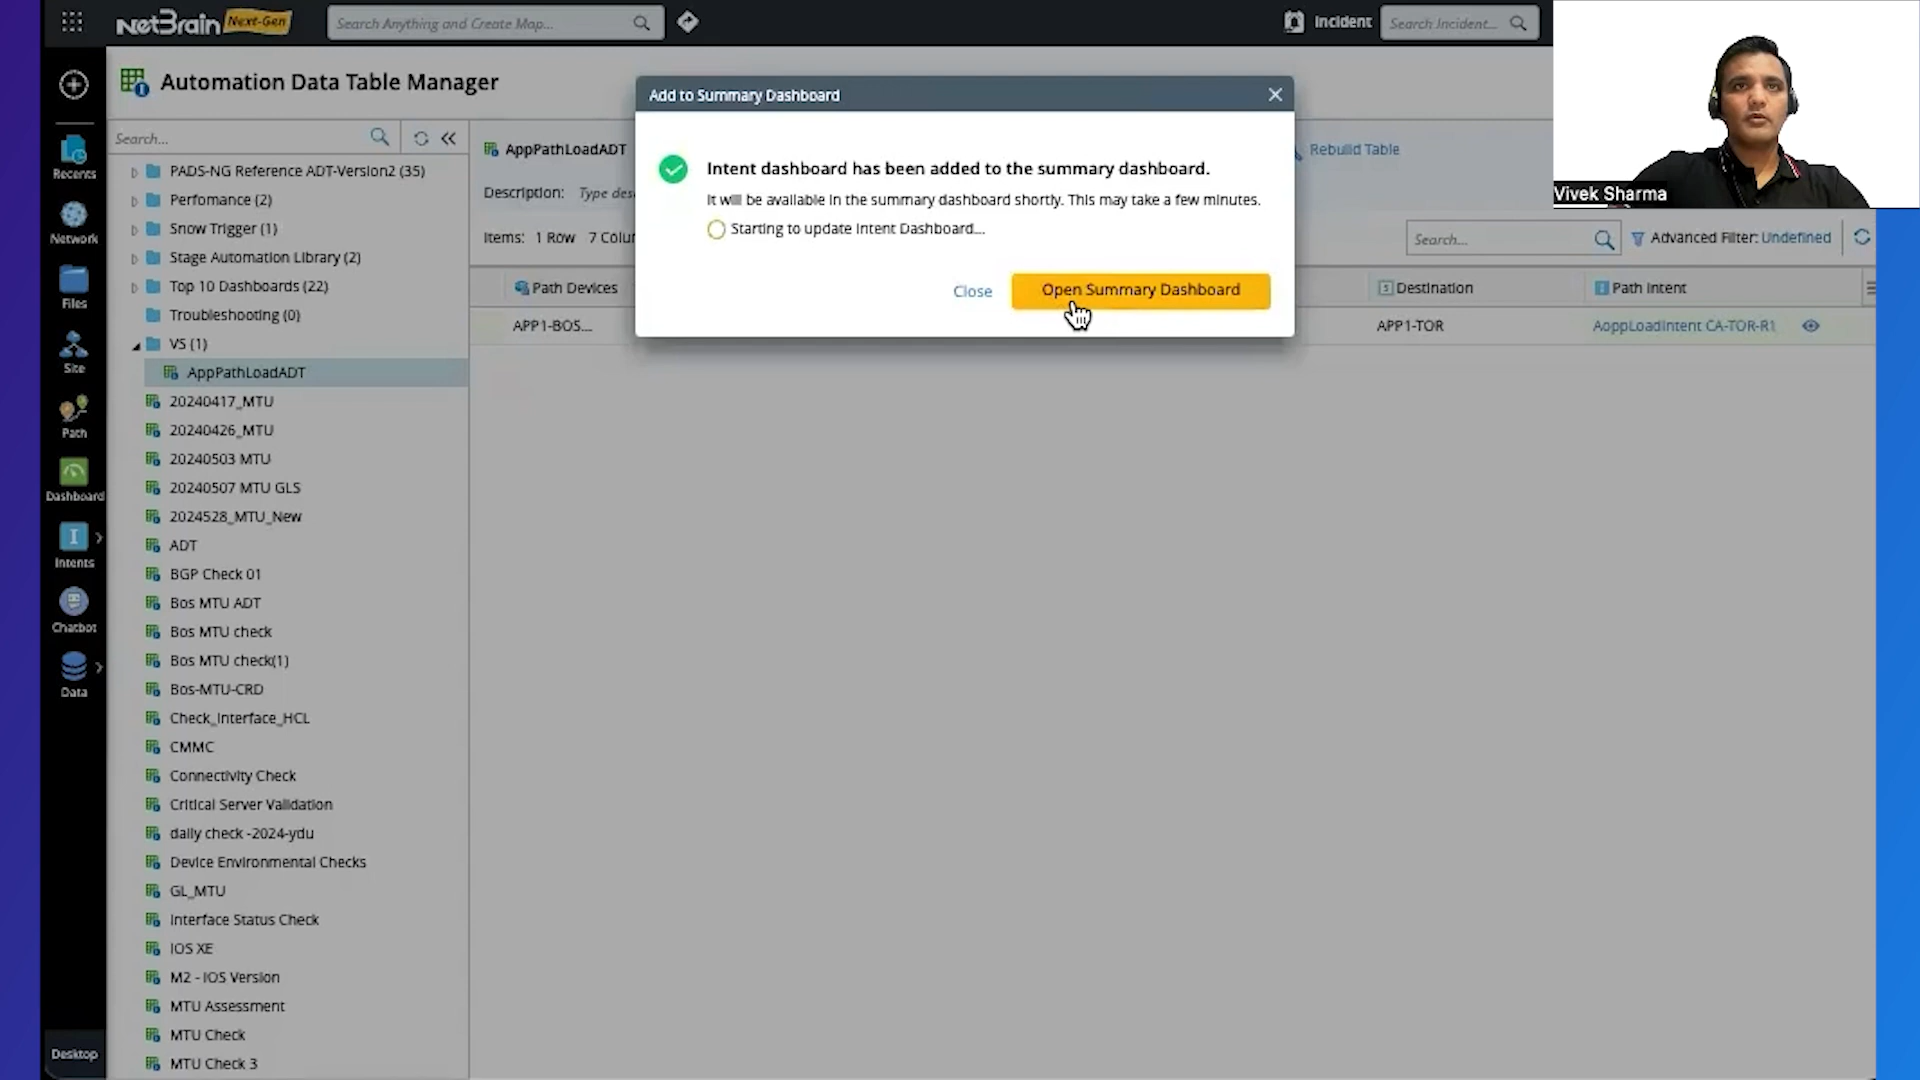 NetBrain Next-Gen
Search Anything and Create Map...
Incident
Search Incident...
Vivek Sharma
Recents
Network
Files
Site
Path
Dashboard
Intents
Chatbot
Data
Desktop
Automation Data Table Manager
Search...
PADS-NG Reference ADT-Version2 (35)
Perfomance (2)
Snow Trigger (1)
Stage Automation Library (2)
Top 10 Dashboards (22)
Troubleshooting (0)
VS (1)
AppPathLoadADT
20240417_MTU
20240426_MTU
20240503 MTU
20240507 MTU GLS
2024528_MTU_New
ADT
BGP Check 01
Bos MTU ADT
Bos MTU check
Bos MTU check(1)
Bos-MTU-CRD
Check_Interface_HCL
CMMC
Connectivity Check
Critical Server Validation
daily check -2024-ydu
Device Environmental Checks
GL_MTU
Interface Status Check
IOS XE
M2 - IOS Version
MTU Assessment
MTU Check
MTU Check 3
AppPathLoadADT
Rebuild Table
Description: Type des
Items: 1 Row 7 Colu
Search...
Advanced Filter: Undefined
Path Devices
Destination
Path Intent
APP1-BOS...
APP1-TOR
AoppLoadIntent CA-TOR-R1
Add to Summary Dashboard
Intent dashboard has been added to the summary dashboard.
It will be available in the summary dashboard shortly. This may take a few minutes.
Starting to update Intent Dashboard...
Close
Open Summary Dashboard